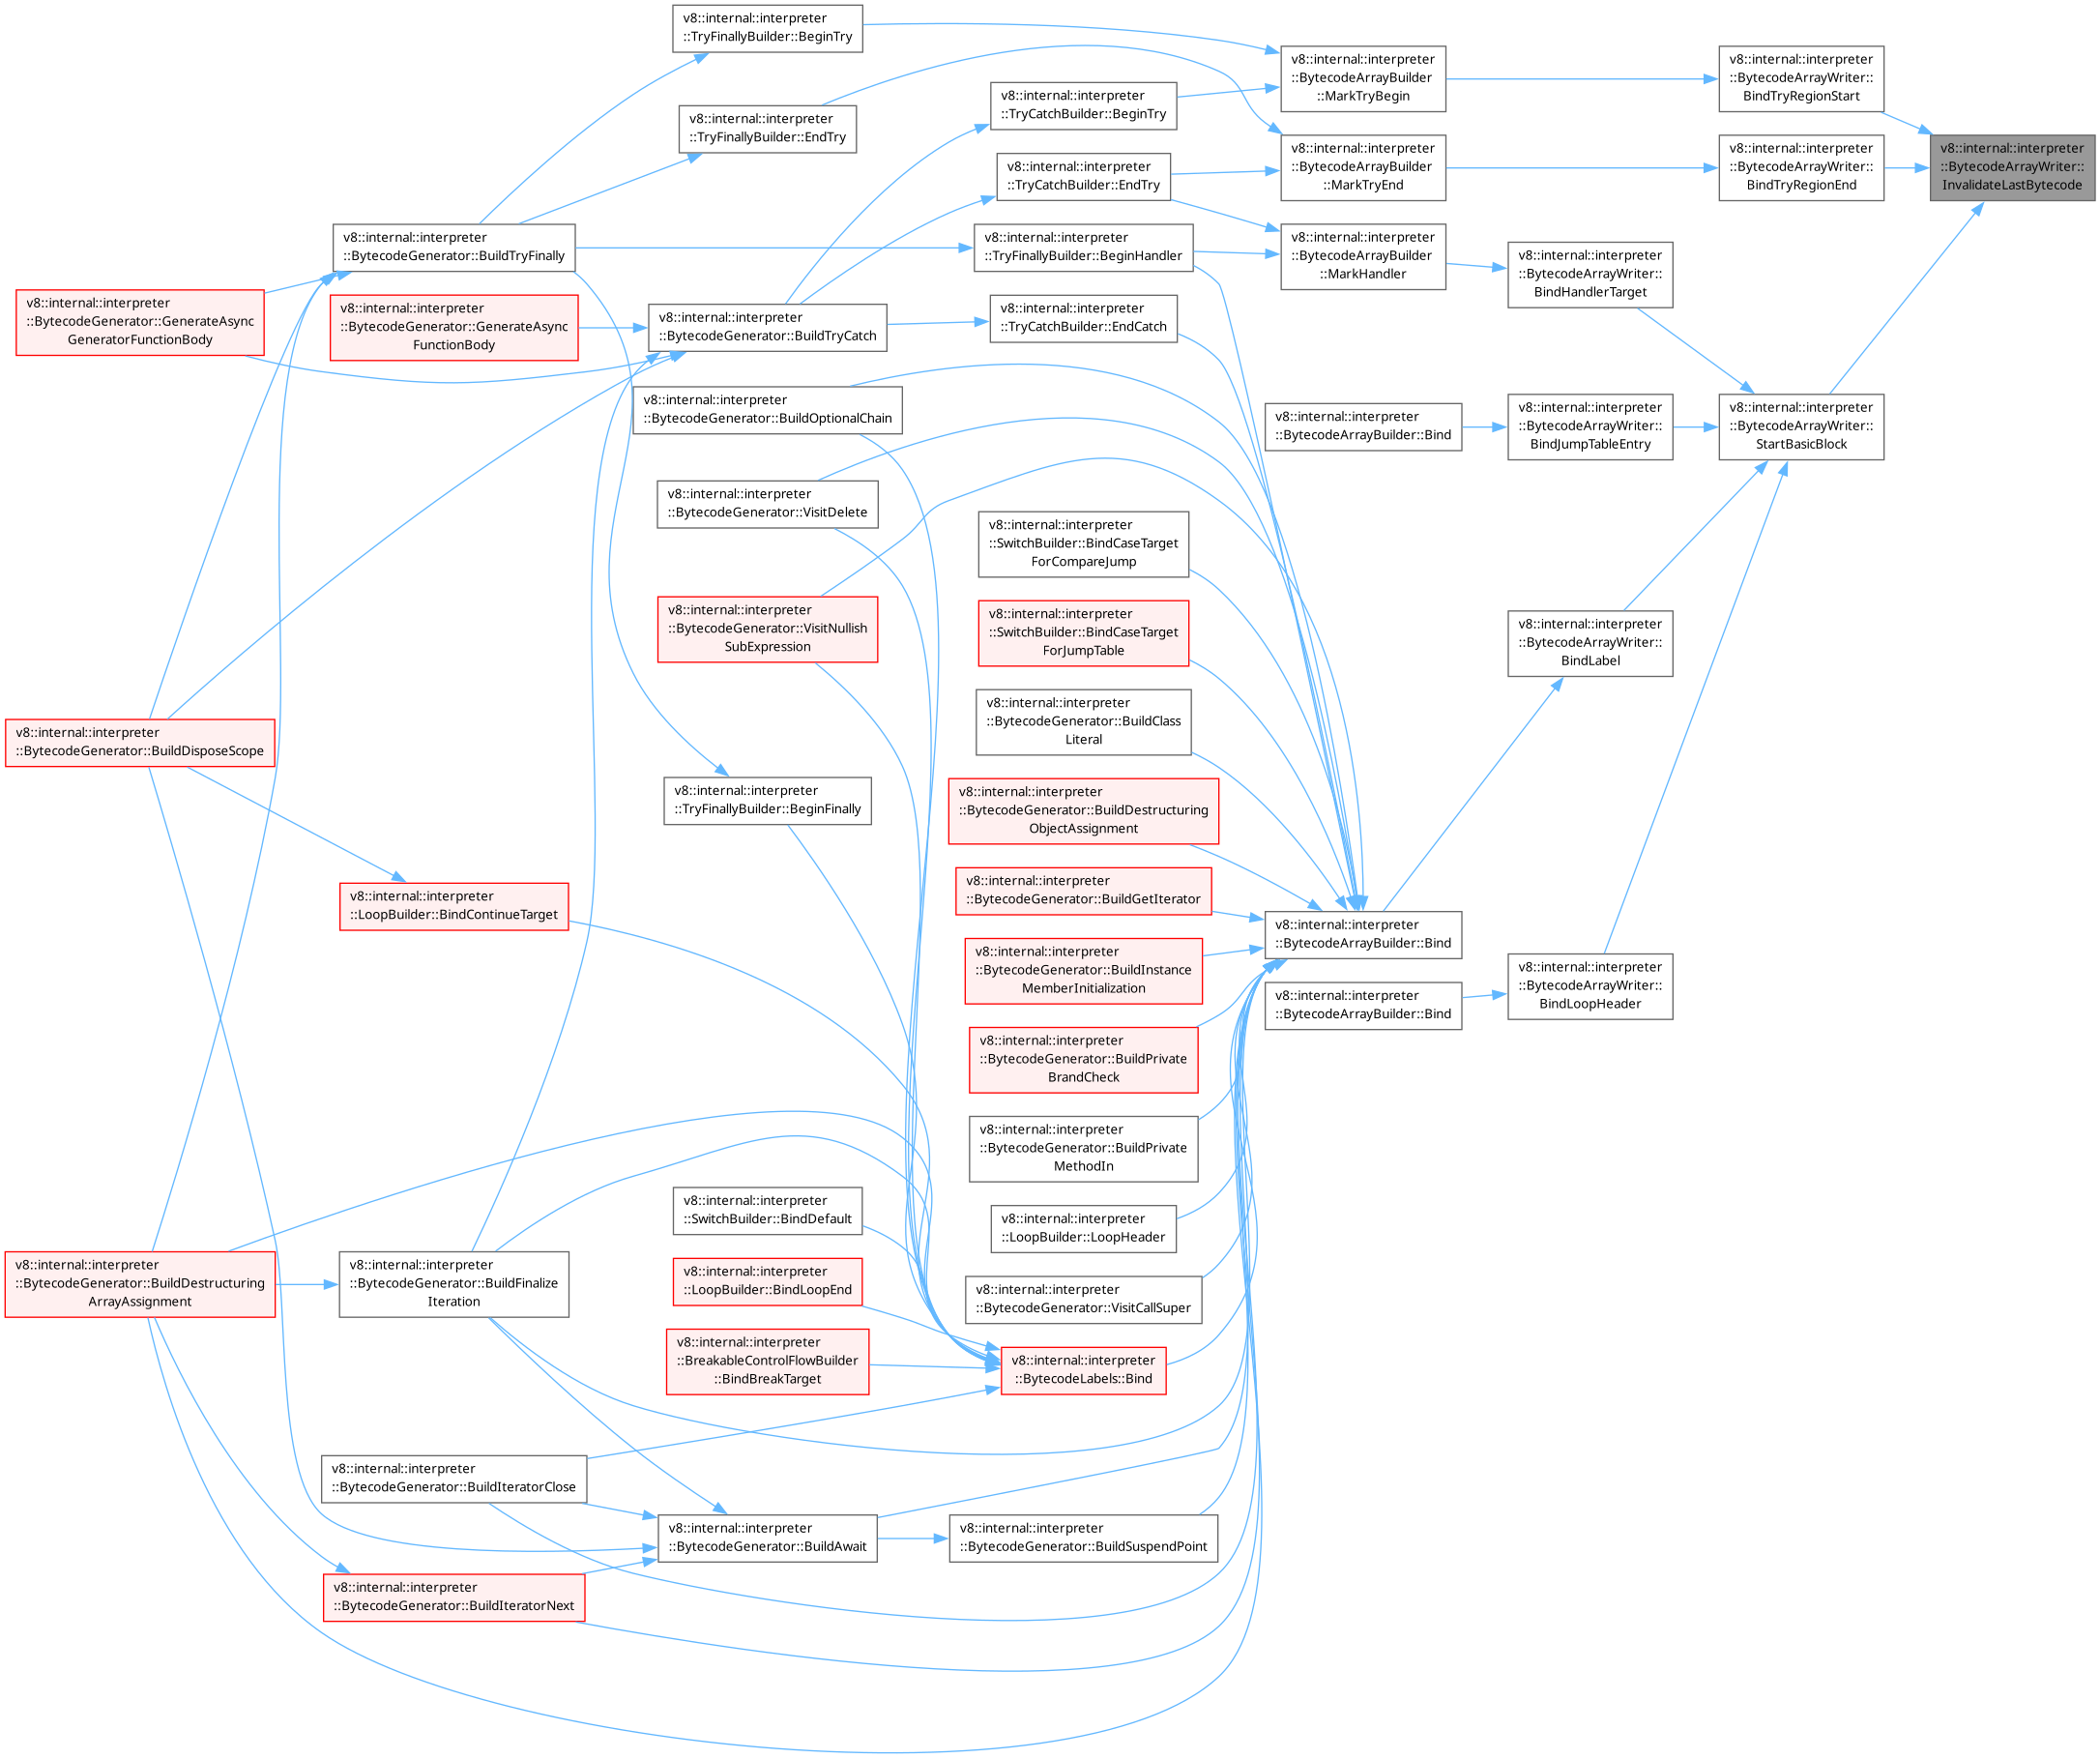 v8::internal::interpreter
::TryFinallyBuilder::BeginTry
v8::internal::interpreter
::BytecodeArrayBuilder
::MarkTryBegin
v8::internal::interpreter
::BytecodeArrayWriter::
BindTryRegionStart
v8::internal::interpreter
::TryCatchBuilder::BeginTry
v8::internal::interpreter
::TryFinallyBuilder::EndTry
v8::internal::interpreter
::BytecodeArrayBuilder
::MarkTryEnd
v8::internal::interpreter
::BytecodeArrayWriter::
BindTryRegionEnd
v8::internal::interpreter
::BytecodeArrayWriter::
InvalidateLastBytecode
v8::internal::interpreter
::TryCatchBuilder::EndTry
v8::internal::interpreter
::BytecodeGenerator::BuildTryFinally
v8::internal::interpreter
::TryFinallyBuilder::BeginHandler
v8::internal::interpreter
::BytecodeArrayBuilder
::MarkHandler
v8::internal::interpreter
::BytecodeArrayWriter::
BindHandlerTarget
v8::internal::interpreter
::BytecodeGenerator::GenerateAsync
GeneratorFunctionBody
v8::internal::interpreter
::BytecodeGenerator::GenerateAsync
FunctionBody
v8::internal::interpreter
::BytecodeGenerator::BuildTryCatch
v8::internal::interpreter
::TryCatchBuilder::EndCatch
v8::internal::interpreter
::BytecodeGenerator::BuildOptionalChain
v8::internal::interpreter
::BytecodeArrayBuilder::Bind
v8::internal::interpreter
::BytecodeArrayWriter::
BindJumpTableEntry
v8::internal::interpreter
::BytecodeArrayWriter::
StartBasicBlock
v8::internal::interpreter
::BytecodeGenerator::VisitDelete
v8::internal::interpreter
::SwitchBuilder::BindCaseTarget
ForCompareJump
v8::internal::interpreter
::BytecodeGenerator::VisitNullish
SubExpression
v8::internal::interpreter
::SwitchBuilder::BindCaseTarget
ForJumpTable
v8::internal::interpreter
::BytecodeArrayWriter::
BindLabel
v8::internal::interpreter
::BytecodeGenerator::BuildClass
Literal
v8::internal::interpreter
::BytecodeGenerator::BuildDisposeScope
v8::internal::interpreter
::TryFinallyBuilder::BeginFinally
v8::internal::interpreter
::BytecodeGenerator::BuildDestructuring
ObjectAssignment
v8::internal::interpreter
::LoopBuilder::BindContinueTarget
v8::internal::interpreter
::BytecodeGenerator::BuildGetIterator
v8::internal::interpreter
::BytecodeArrayBuilder::Bind
v8::internal::interpreter
::BytecodeGenerator::BuildInstance
MemberInitialization
v8::internal::interpreter
::BytecodeArrayBuilder::Bind
v8::internal::interpreter
::BytecodeArrayWriter::
BindLoopHeader
v8::internal::interpreter
::BytecodeGenerator::BuildPrivate
BrandCheck
v8::internal::interpreter
::BytecodeGenerator::BuildPrivate
MethodIn
v8::internal::interpreter
::SwitchBuilder::BindDefault
v8::internal::interpreter
::LoopBuilder::LoopHeader
v8::internal::interpreter
::BytecodeGenerator::BuildDestructuring
ArrayAssignment
v8::internal::interpreter
::BytecodeGenerator::BuildFinalize
Iteration
v8::internal::interpreter
::LoopBuilder::BindLoopEnd
v8::internal::interpreter
::BytecodeGenerator::VisitCallSuper
v8::internal::interpreter
::BreakableControlFlowBuilder
::BindBreakTarget
v8::internal::interpreter
::BytecodeLabels::Bind
v8::internal::interpreter
::BytecodeGenerator::BuildIteratorClose
v8::internal::interpreter
::BytecodeGenerator::BuildAwait
v8::internal::interpreter
::BytecodeGenerator::BuildSuspendPoint
v8::internal::interpreter
::BytecodeGenerator::BuildIteratorNext